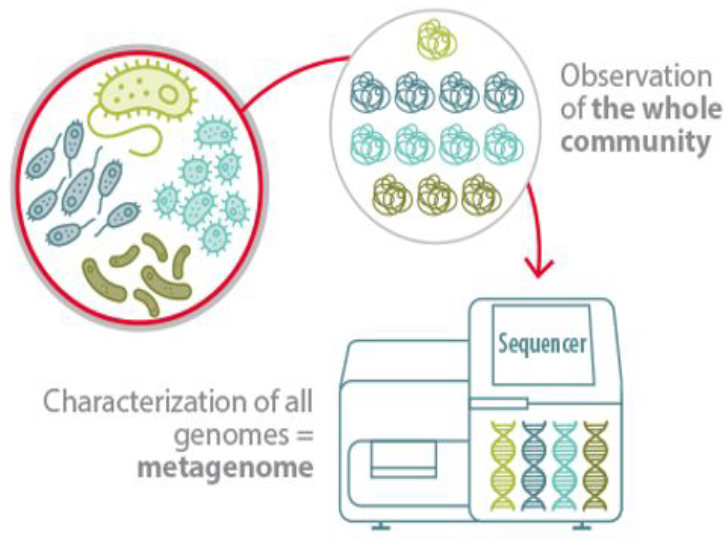 Observation
of the whole
community
Sequencer
Characterization of all
genomes =
metagenome